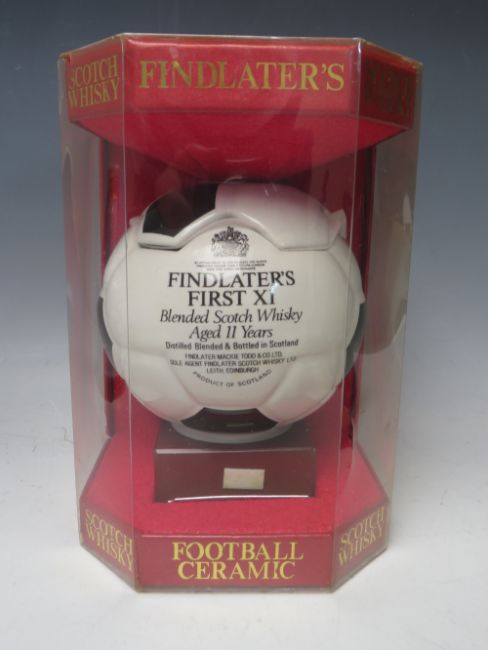 SCOTCH
WHISKY
FINDLATER'S
FINDLATER'S
FIRST XI
Blended Scotch Whisky
Aged 11 Years
Distilled Blended & Bottled in Scotland
FINDLATER MACKIE TODD & CO. LTD.
SOLE AGENT. FINDLATER SCOTCH WHISKY LTD.
LEITH, EDINBURGH
PRODUCT OF SCOTLAND
SCOTCH
WHISKY
FOOTBALL
CERAMIC
SCOTCH
WHISKY